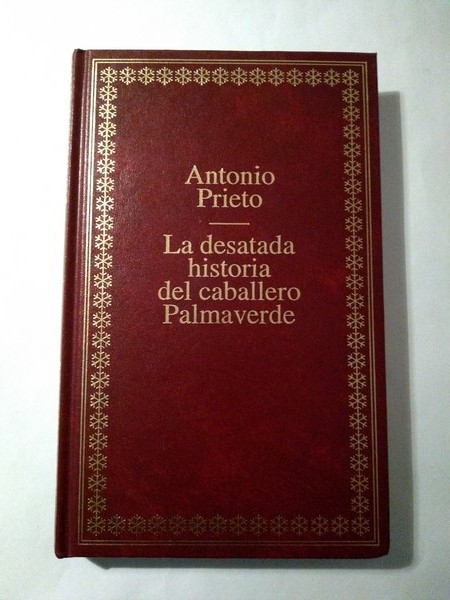 Antonio
Prieto
La desatada
historia
del caballero
Palmaverde